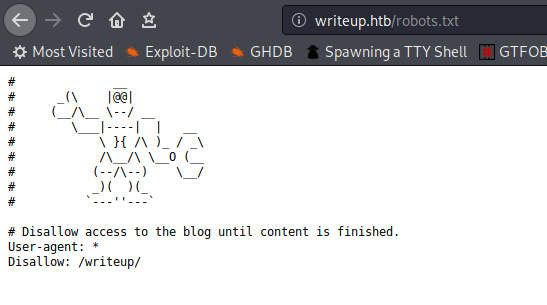 writeup.htb/robots.txt
Most Visited Exploit-DB GHDB Spawning a TTY Shell GTFOB
#              __
#      _(\    |@@|
#     (__/\__ \--/ __
#        \___|----|  |   __
#            \ }{ /\ )_ / _\
#            /\__/\ \__O (__
#           (--/\--)    \__/
#           _)(  )(_
#          `---''---`
# Disallow access to the blog until content is finished.
User-agent: *
Disallow: /writeup/